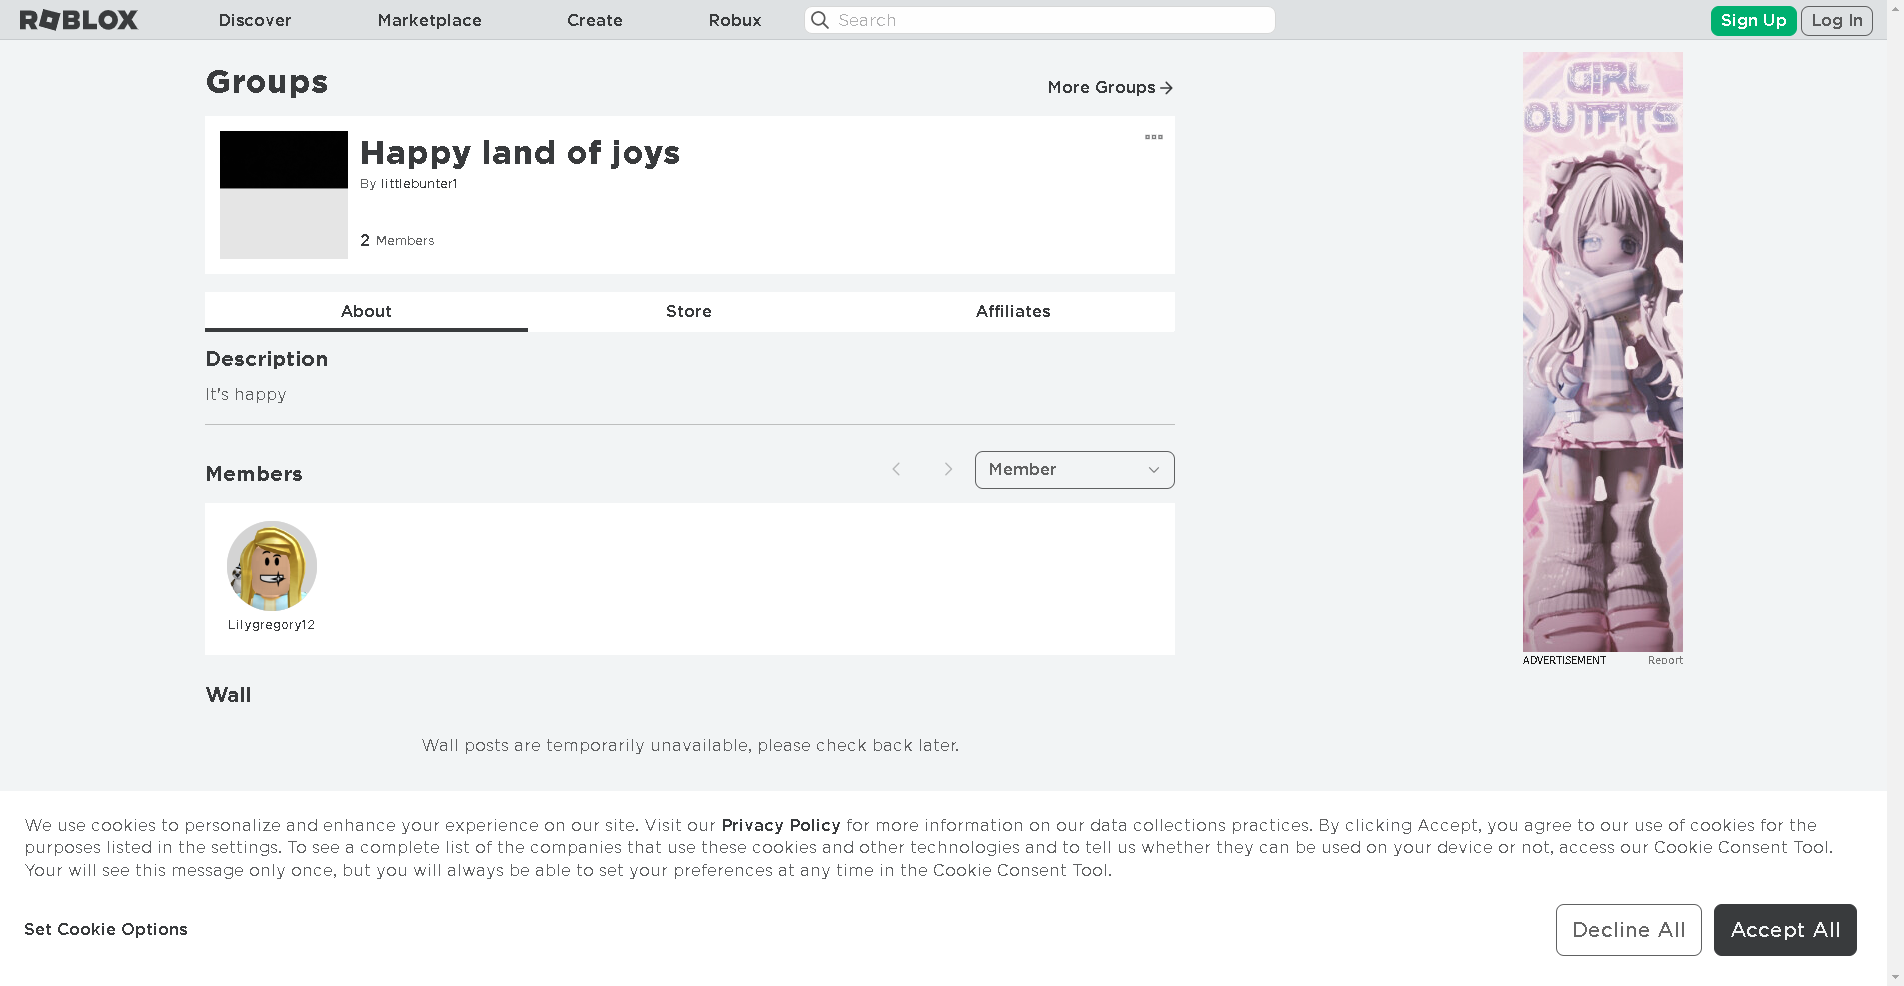 ROBLOX
Discover
Marketplace
Create
Robux
Search
Sign Up
Log In
Groups
More Groups
Happy land of joys
By littlebunter1
2 Members
About
Store
Affiliates
Description
It's happy
Members
Member
Lilygregory12
Wall
Wall posts are temporarily unavailable, please check back later.
GIRL
OUTFITS
ADVERTISEMENT
Report
We use cookies to personalize and enhance your experience on our site. Visit our Privacy Policy for more information on our data collections practices. By clicking Accept, you agree to our use of cookies for the
purposes listed in the settings. To see a complete list of the companies that use these cookies and other technologies and to tell us whether they can be used on your device or not, access our Cookie Consent Tool.
Your will see this message only once, but you will always be able to set your preferences at any time in the Cookie Consent Tool.
Set Cookie Options
Decline All
Accept All